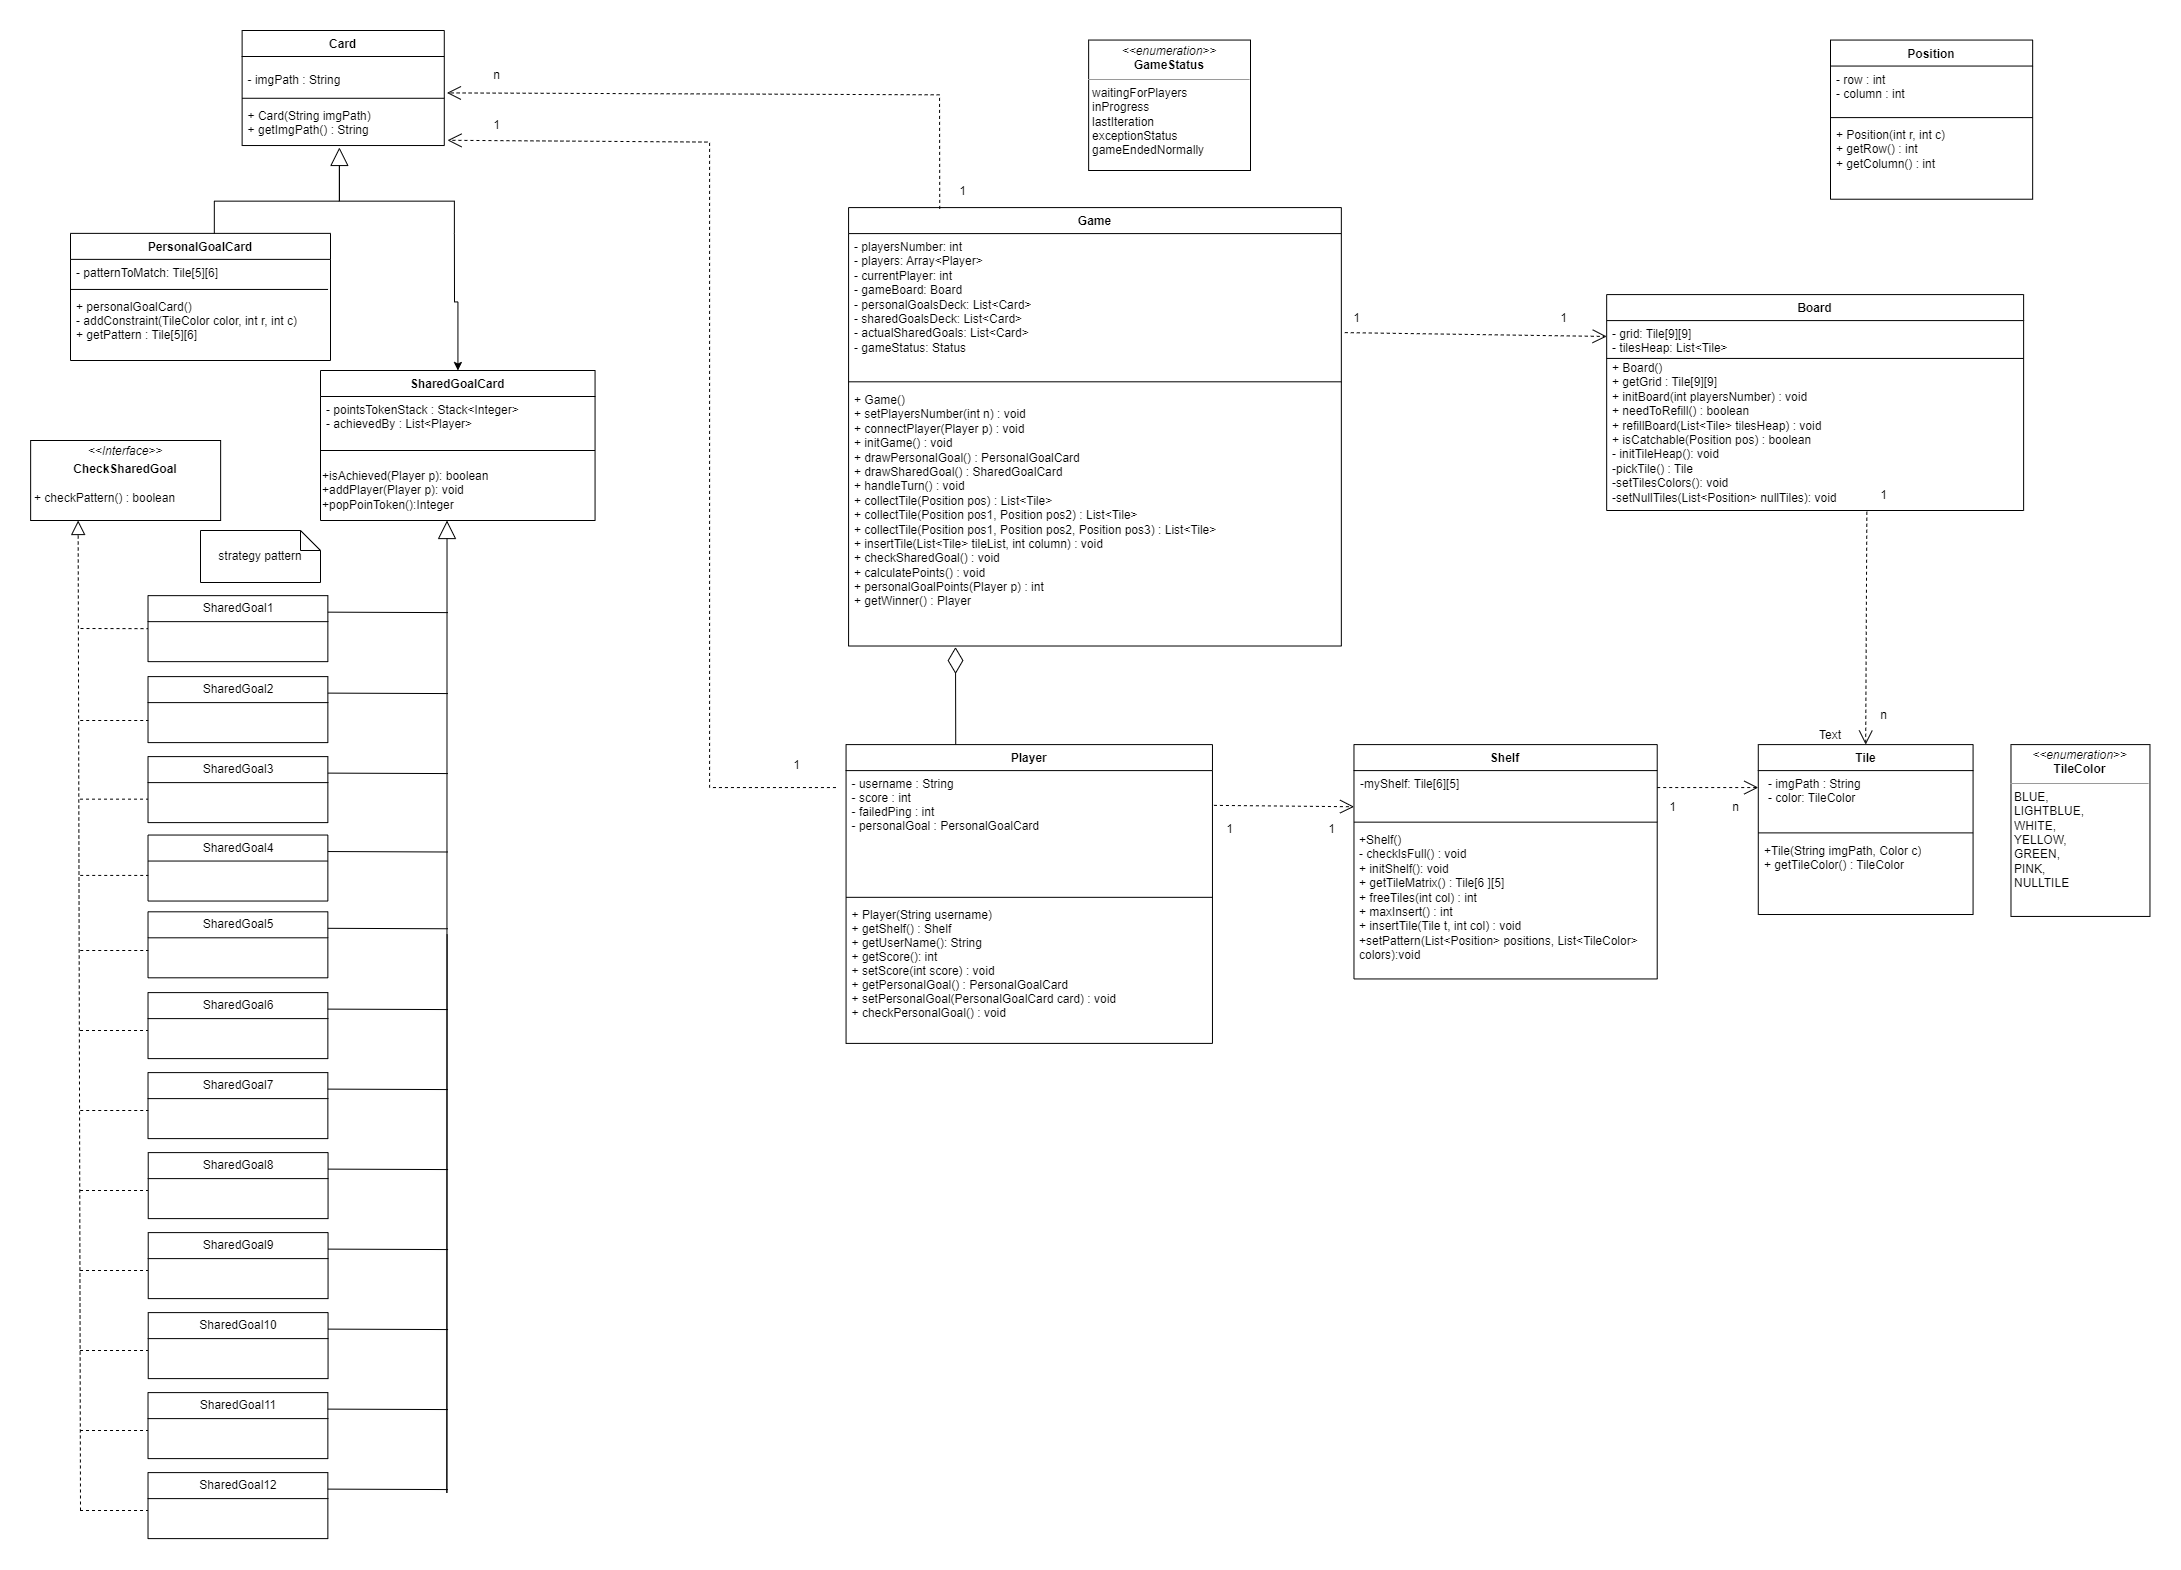 Card
- imgPath : String
+ Card(String imgPath)
+ getImgPath() : String
n
1
<<enumeration>>
GameStatus
waitingForPlayers
inProgress
lastIteration
exceptionStatus
gameEndedNormally
Position
- row : int
- column : int
+ Position(int r, int c)
+ getRow() : int
+ getColumn() : int
PersonalGoalCard
- patternToMatch: Tile[5][6]
+ personalGoalCard()
- addConstraint(TileColor color, int r, int c)
+ getPattern : Tile[5][6]
SharedGoalCard
- pointsTokenStack : Stack<Integer>
- achievedBy : List<Player>
+isAchieved(Player p): boolean
+addPlayer(Player p): void
+popPoinToken():Integer
<<Interface>>
CheckSharedGoal
+ checkPattern() : boolean
strategy pattern
SharedGoal1
SharedGoal2
SharedGoal3
SharedGoal4
SharedGoal5
SharedGoal6
SharedGoal7
SharedGoal8
SharedGoal9
SharedGoal10
SharedGoal11
SharedGoal12
1
Game
- playersNumber: int
- players: Array<Player>
- currentPlayer: int
- gameBoard: Board
- personalGoalsDeck: List<Card>
- sharedGoalsDeck: List<Card>
- actualSharedGoals: List<Card>
- gameStatus: Status
+ Game()
+ setPlayersNumber(int n) : void
+ connectPlayer(Player p) : void
+ initGame() : void
+ drawPersonalGoal() : PersonalGoalCard
+ drawSharedGoal() : SharedGoalCard
+ handleTurn() : void
+ collectTile(Position pos) : List<Tile>
+ collectTile(Position pos1, Position pos2) : List<Tile>
+ collectTile(Position pos1, Position pos2, Position pos3) : List<Tile>
+ insertTile(List<Tile> tileList, int column) : void
+ checkSharedGoal() : void
+ calculatePoints() : void
+ personalGoalPoints(Player p) : int
+ getWinner() : Player
1
1
Board
- grid: Tile[9][9]
- tilesHeap: List<Tile>
+ Board()
+ getGrid : Tile[9][9]
+ initBoard(int playersNumber) : void
+ needToRefill() : boolean
+ refillBoard(List<Tile> tilesHeap) : void
+ isCatchable(Position pos) : boolean
- initTileHeap(): void
-pickTile() : Tile
-setTilesColors(): void
-setNullTiles(List<Position> nullTiles): void
1
n
Text
1
Player
- username : String
- score : int
- failedPing : int
- personalGoal : PersonalGoalCard
+ Player(String username)
+ getShelf() : Shelf
+ getUserName(): String
+ getScore(): int
+ setScore(int score) : void
+ getPersonalGoal() : PersonalGoalCard
+ setPersonalGoal(PersonalGoalCard card) : void
+ checkPersonalGoal() : void
1
1
Shelf
-myShelf: Tile[6][5]
+Shelf()
- checkIsFull() : void
+ initShelf(): void
+ getTileMatrix() : Tile[6 ][5]
+ freeTiles(int col) : int
+ maxInsert() : int
+ insertTile(Tile t, int col) : void
+setPattern(List<Position> positions, List<TileColor>
colors):void
1
n
Tile
- imgPath : String
- color: TileColor
+Tile(String imgPath, Color c)
+ getTileColor() : TileColor
<<enumeration>>
TileColor
BLUE,
LIGHTBLUE,
WHITE,
YELLOW,
GREEN,
PINK,
NULLTILE